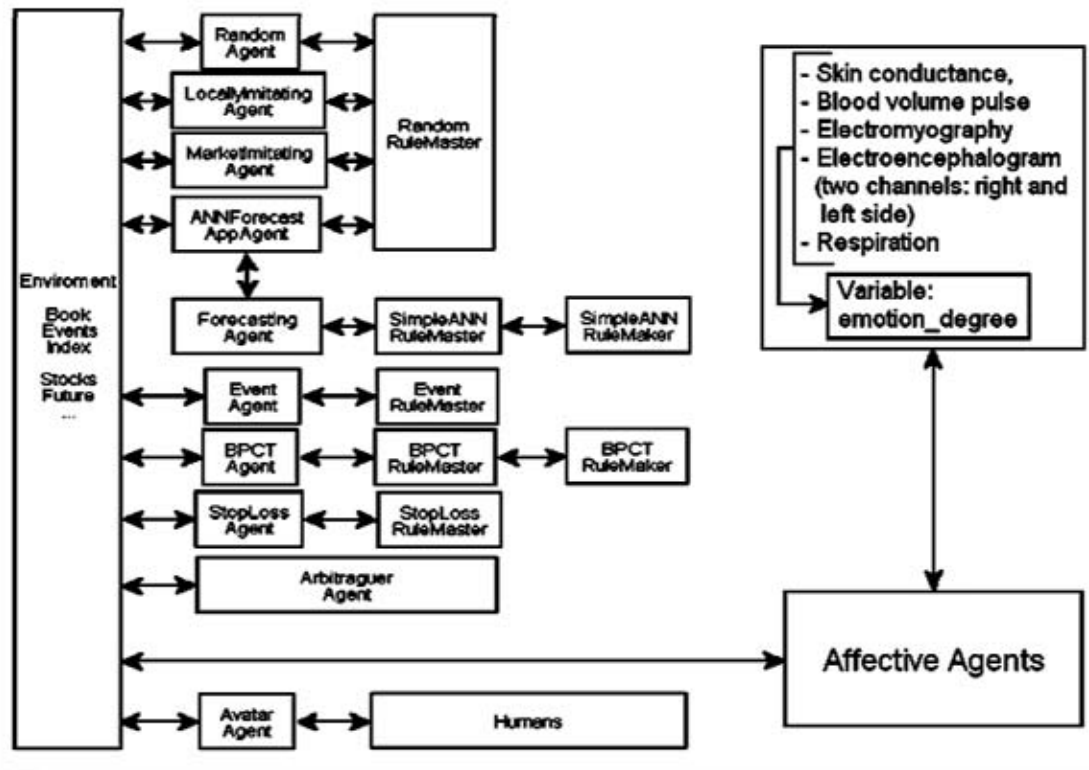 Enviroment
Book
Events
Index
Stocks
Future
...
Random
Agent
LocallyImitating
Agent
MarketImitating
Agent
ANNForecast
AppAgent
Random
RuleMaster
Forecasting
Agent
SimpleANN
RuleMaster
SimpleANN
RuleMaker
Event
Agent
Event
RuleMaster
BPCT
Agent
BPCT
RuleMaster
BPCT
RuleMaker
StopLoss
Agent
StopLoss
RuleMaster
Arbitraguer
Agent
Avatar
Agent
Humans
- Skin conductance,
- Blood volume pulse
- Electromyography
- Electroencephalogram
(two channels: right and
left side)
- Respiration
Variable:
emotion_degree
Affective Agents